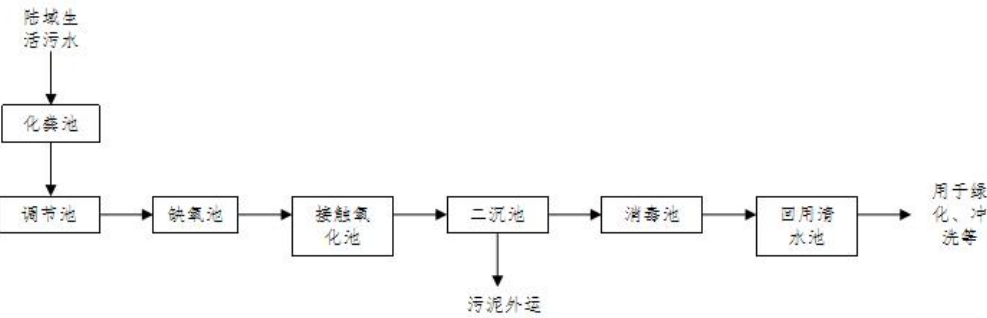 陆域生
活污水
化粪池
调节池
缺氧池
接触氧
化池
二沉池
消毒池
回用清
水池
用于绿
化、冲
洗等
污泥外运